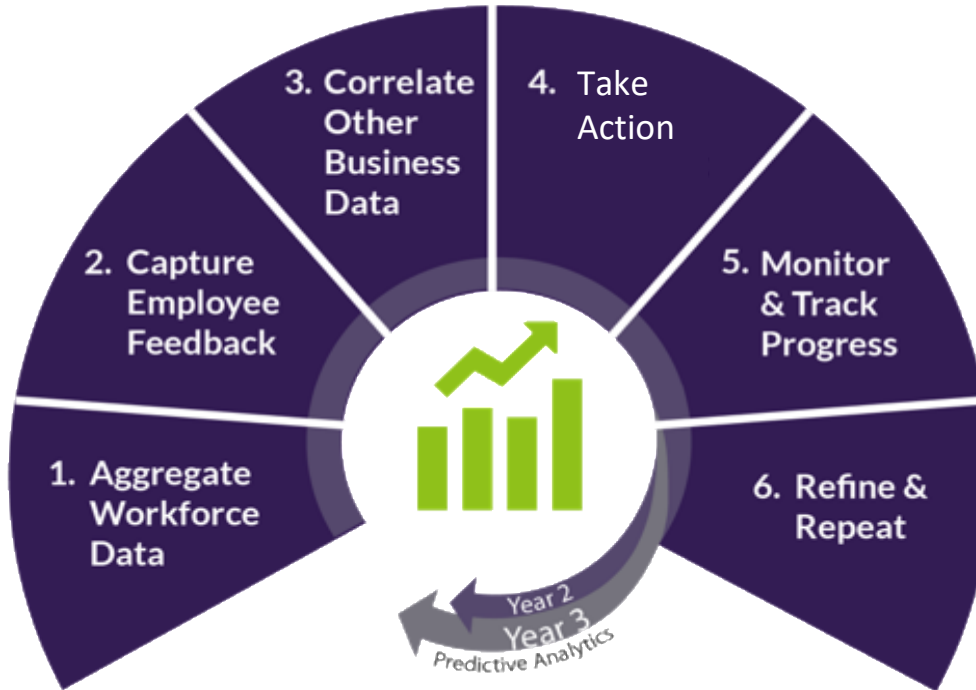 1. Aggregate
Workforce
Data
2. Capture
Employee
Feedback
3. Correlate
Other
Business
Data
4. Take
Action
5. Monitor
& Track
Progress
6. Refine &
Repeat
Year 2
Year 3
Predictive Analytics